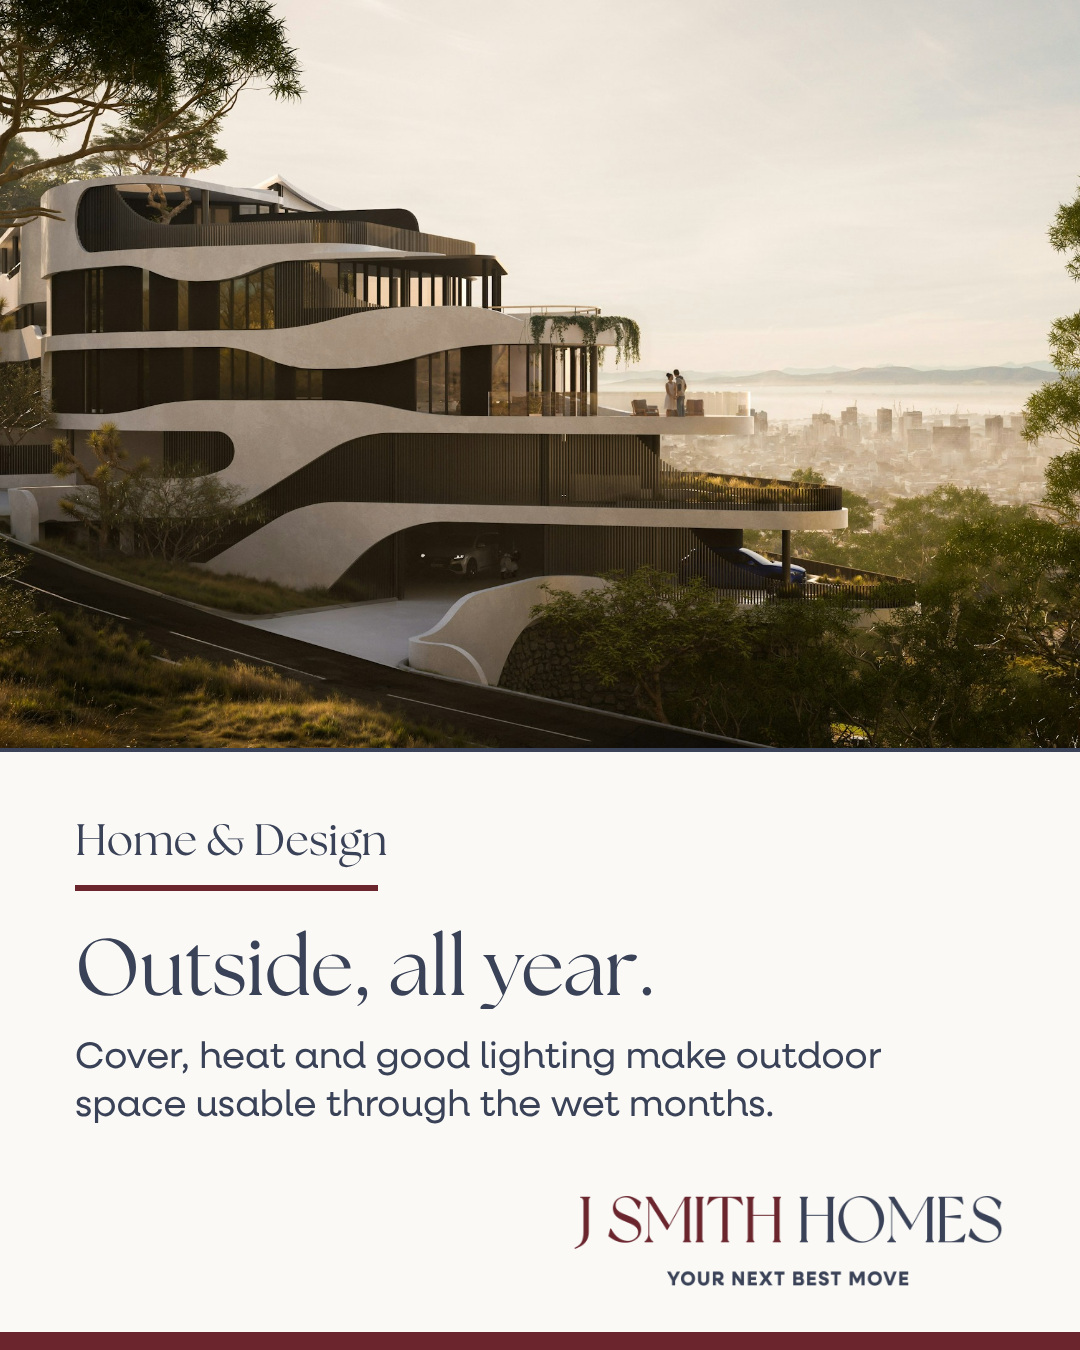 Home & Design
Outside, all year.
Cover, heat and good lighting make outdoor
space usable through the wet months.
J SMITH HOMES
YOUR NEXT BEST MOVE